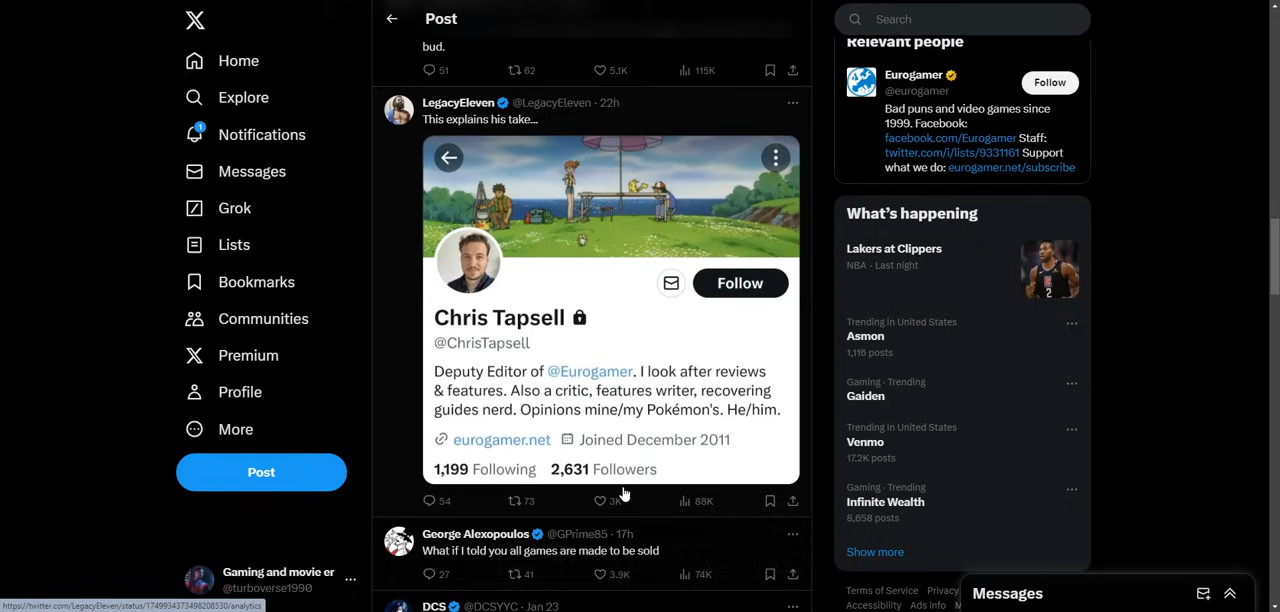 Home
Explore
1
Notifications
Messages
Grok
Lists
Bookmarks
Communities
Premium
Profile
More
Post
Gaming and movie er
@turboverse1990
https://twitter.com/LegacyEleven/status/1749934373498208530/analytics
Post
bud.
51 62 5.1K 115K
LegacyEleven @LegacyEleven · 22h
This explains his take...
Follow
Chris Tapsell
@ChrisTapsell
Deputy Editor of @Eurogamer. I look after reviews
& features. Also a critic, features writer, recovering
guides nerd. Opinions mine/my Pokémon's. He/him.
eurogamer.net Joined December 2011
1,199 Following 2,631 Followers
54 73 3K 88K
George Alexopoulos @GPrime85 · 17h
What if I told you all games are made to be sold
27 41 3.9K 74K
DCS @DCSYYC · Jan 23
Search
Relevant people
Eurogamer
@eurogamer
Follow
Bad puns and video games since
1999. Facebook:
facebook.com/Eurogamer Staff:
twitter.com/i/lists/9331161 Support
what we do: eurogamer.net/subscribe
What's happening
Lakers at Clippers
NBA · Last night
Trending in United States
Asmon
1,116 posts
Gaming · Trending
Gaiden
Trending in United States
Venmo
17.2K posts
Gaming · Trending
Infinite Wealth
8,658 posts
Show more
Terms of Service Privacy
Accessibility Ads info
Messages